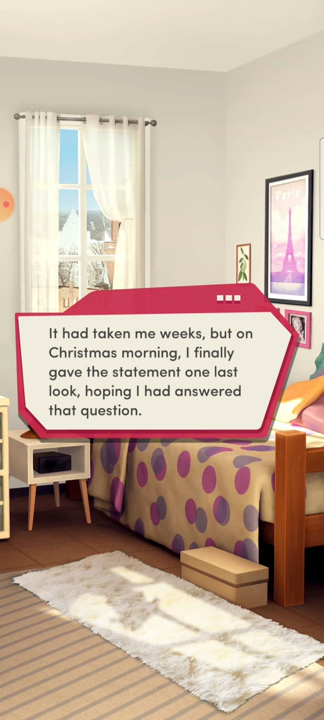 Paris
It had taken me weeks, but on
Christmas morning, I finally
gave the statement one last
look, hoping I had answered
that question.